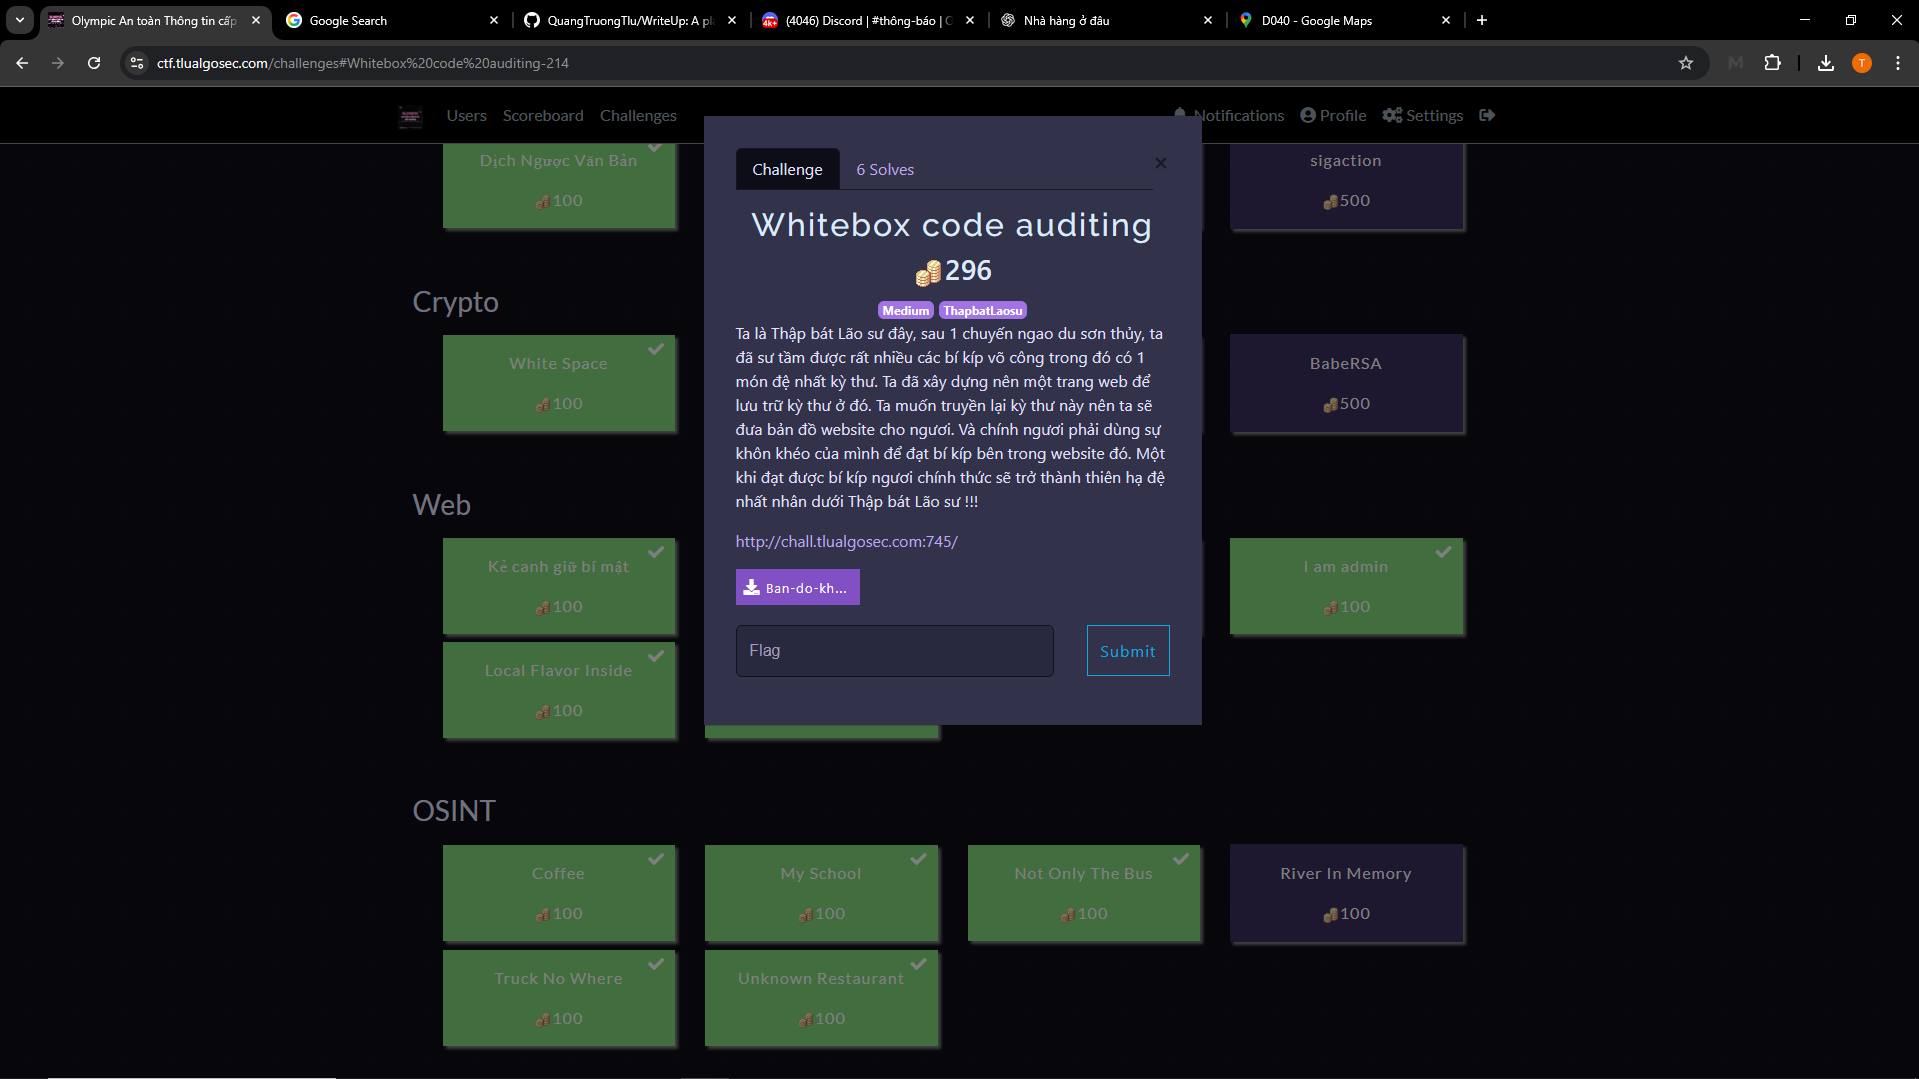 Olympic An toàn Thông tin cấp
Google Search
QuangTruongTlu/WriteUp: A pl
(4046) Discord | #thông-báo | O
Nhà hàng ở đâu
D040 - Google Maps
ctf.tlualgosec.com/challenges#Whitebox%20code%20auditing-214
T
Users
Scoreboard
Challenges
Notifications
Profile
Settings
Dịch Ngược Văn Bản
100
sigaction
500
Challenge
6 Solves
Whitebox code auditing
296
Medium
ThapbatLaosu
Ta là Thập bát Lão sư đây, sau 1 chuyến ngao du sơn thủy, ta
đã sư tầm được rất nhiều các bí kíp võ công trong đó có 1
món đệ nhất kỳ thư. Ta đã xây dựng nên một trang web để
lưu trữ kỳ thư ở đó. Ta muốn truyền lại kỳ thư này nên ta sẽ
đưa bản đồ website cho ngươi. Và chính ngươi phải dùng sự
khôn khéo của mình để đạt bí kíp bên trong website đó. Một
khi đạt được bí kíp ngươi chính thức sẽ trở thành thiên hạ đệ
nhất nhân dưới Thập bát Lão sư !!!
http://chall.tlualgosec.com:745/
Ban-do-kh...
Flag
Submit
Crypto
White Space
100
BabeRSA
500
Web
Kẻ canh giữ bí mật
100
I am admin
100
Local Flavor Inside
100
OSINT
Coffee
100
My School
100
Not Only The Bus
100
River In Memory
100
Truck No Where
100
Unknown Restaurant
100